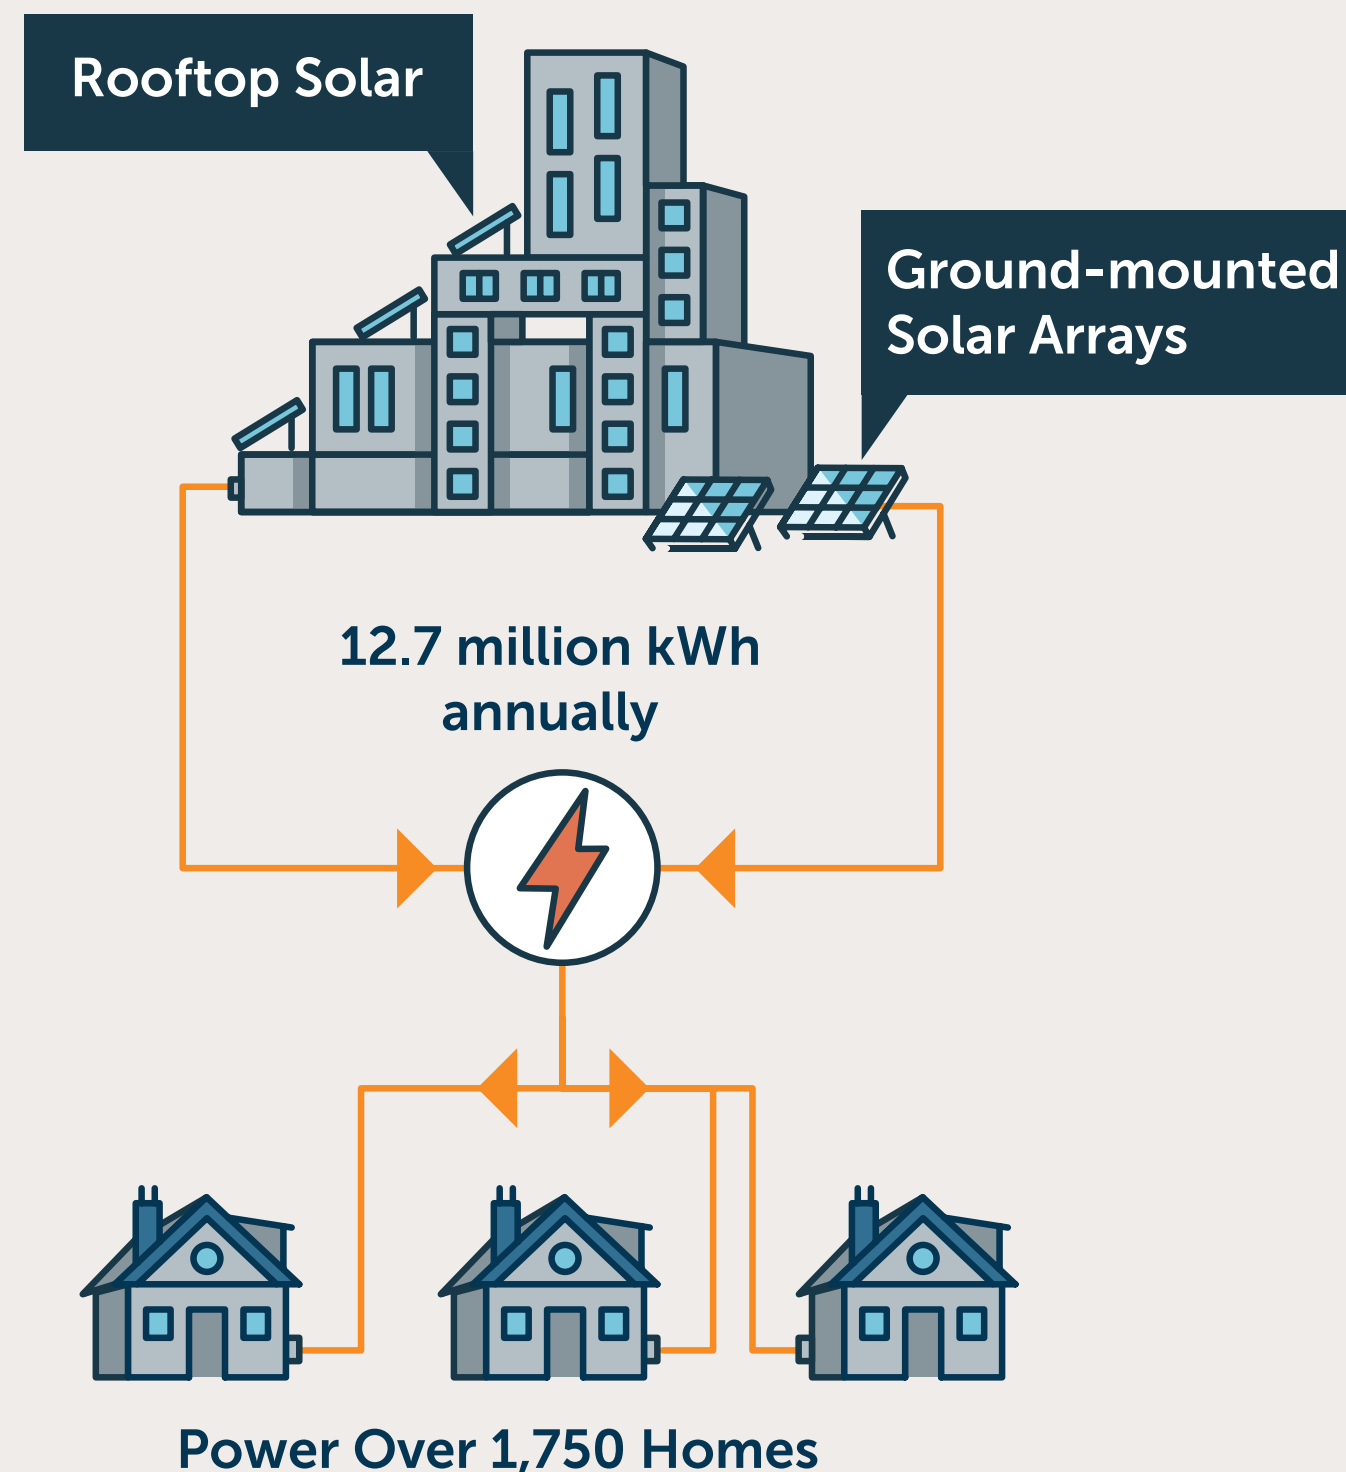 Rooftop Solar
Ground-mounted
Solar Arrays
12.7 million kWh
annually
Power Over 1,750 Homes